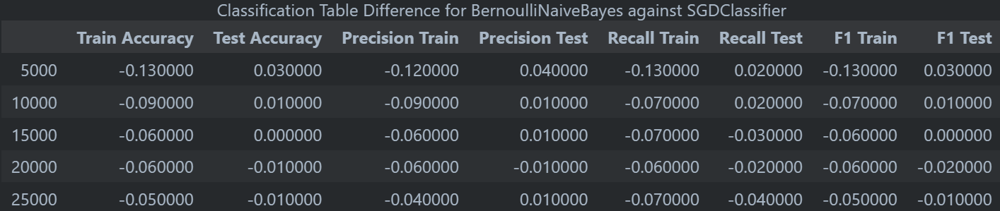 Classification Table Difference for BernoulliNaiveBayes against SGDClassifier
Train Accuracy Test Accuracy Precision Train Precision Test Recall Train Recall Test F1 Train F1 Test
5000 -0.130000 0.030000 -0.120000 0.040000 -0.130000 0.020000 -0.130000 0.030000
10000 -0.090000 0.010000 -0.090000 0.010000 -0.070000 0.020000 -0.070000 0.010000
15000 -0.060000 0.000000 -0.060000 0.010000 -0.070000 -0.030000 -0.060000 0.000000
20000 -0.060000 -0.010000 -0.060000 -0.010000 -0.060000 -0.020000 -0.060000 -0.020000
25000 -0.050000 -0.010000 -0.040000 0.010000 -0.070000 -0.040000 -0.050000 -0.010000